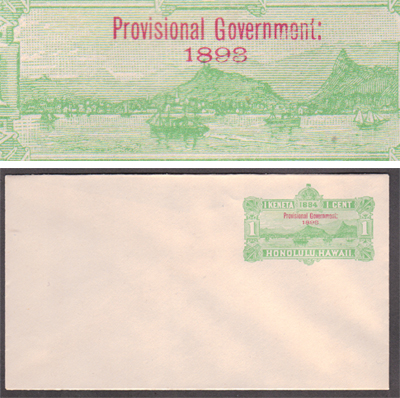 Provisional Government:
1893
1 KENETA 1884 1 CENT
Provisional Government:
1893
1 1
HONOLULU, HAWAII.